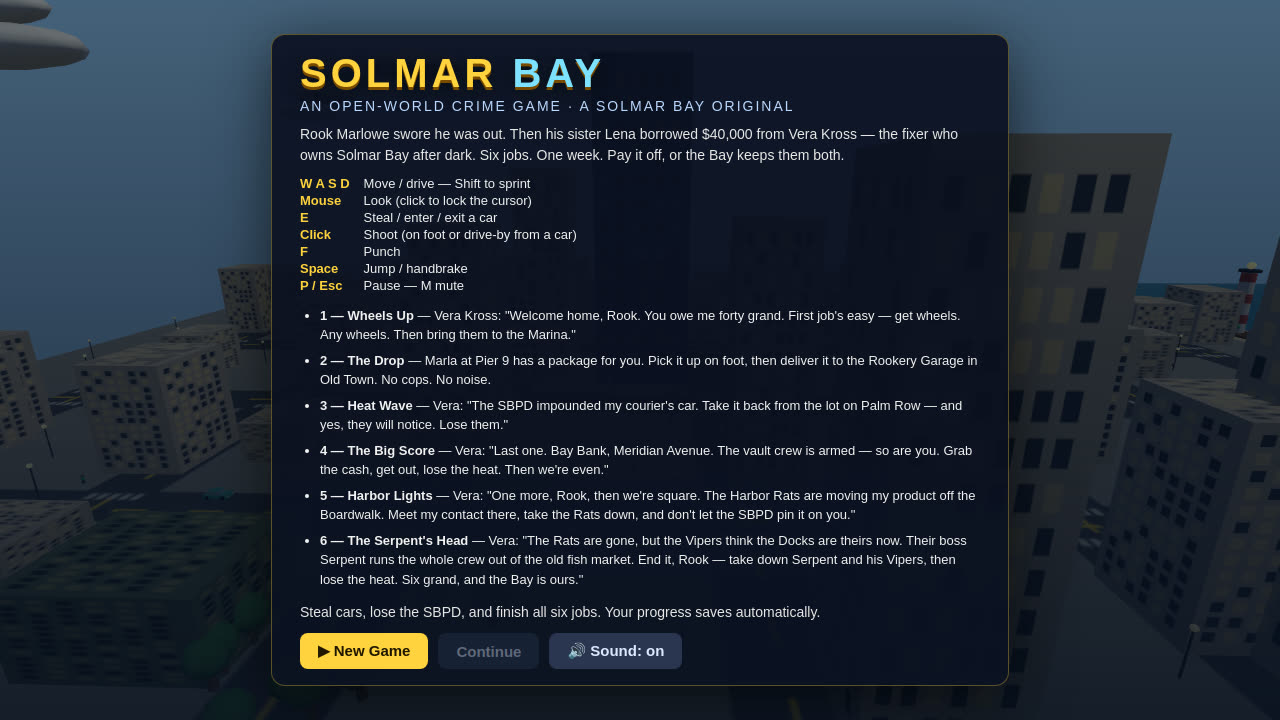 SOLMAR BAY
AN OPEN-WORLD CRIME GAME · A SOLMAR BAY ORIGINAL
Rook Marlowe swore he was out. Then his sister Lena borrowed $40,000 from Vera Kross — the fixer who
owns Solmar Bay after dark. Six jobs. One week. Pay it off, or the Bay keeps them both.
W A S D Move / drive — Shift to sprint
Mouse Look (click to lock the cursor)
E Steal / enter / exit a car
Click Shoot (on foot or drive-by from a car)
F Punch
Space Jump / handbrake
P / Esc Pause — M mute
• 1 — Wheels Up — Vera Kross: "Welcome home, Rook. You owe me forty grand. First job's easy — get wheels.
Any wheels. Then bring them to the Marina."
• 2 — The Drop — Marla at Pier 9 has a package for you. Pick it up on foot, then deliver it to the Rookery Garage in
Old Town. No cops. No noise.
• 3 — Heat Wave — Vera: "The SBPD impounded my courier's car. Take it back from the lot on Palm Row — and
yes, they will notice. Lose them."
• 4 — The Big Score — Vera: "Last one. Bay Bank, Meridian Avenue. The vault crew is armed — so are you. Grab
the cash, get out, lose the heat. Then we're even."
• 5 — Harbor Lights — Vera: "One more, Rook, then we're square. The Harbor Rats are moving my product off the
Boardwalk. Meet my contact there, take the Rats down, and don't let the SBPD pin it on you."
• 6 — The Serpent's Head — Vera: "The Rats are gone, but the Vipers think the Docks are theirs now. Their boss
Serpent runs the whole crew out of the old fish market. End it, Rook — take down Serpent and his Vipers, then
lose the heat. Six grand, and the Bay is ours."
Steal cars, lose the SBPD, and finish all six jobs. Your progress saves automatically.
▶ New Game Continue 🔊 Sound: on